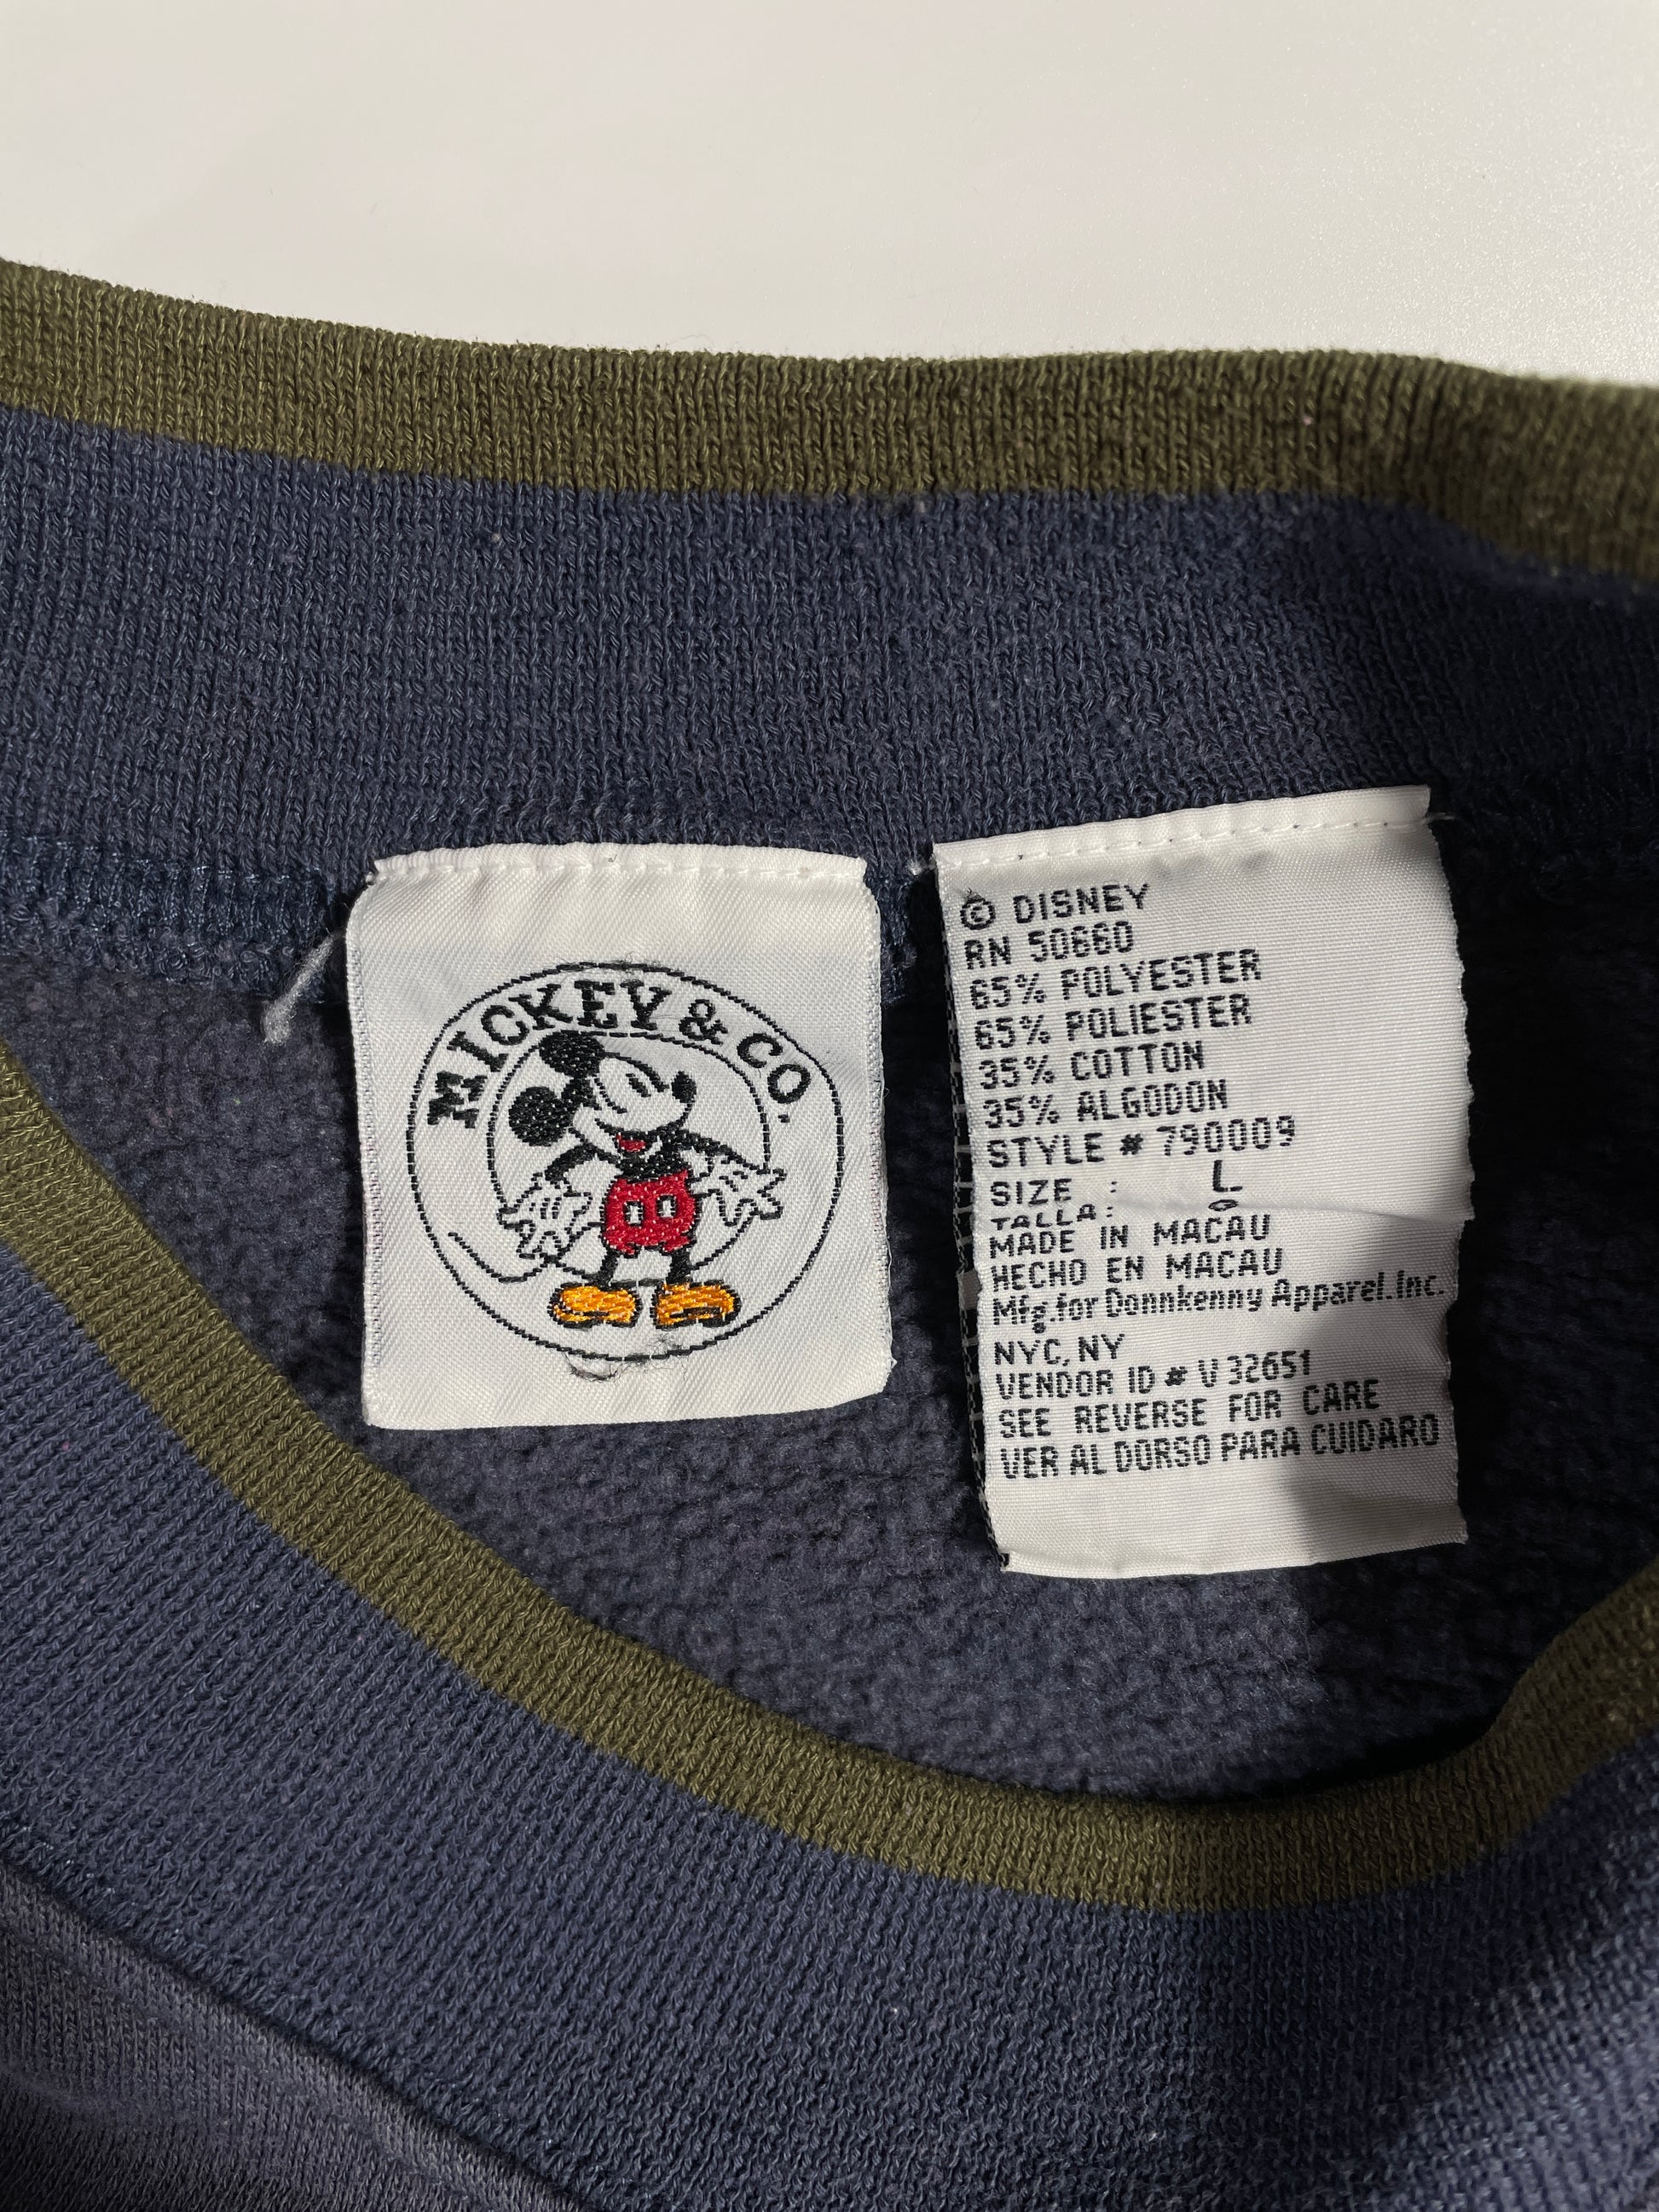 MICKEY & CO.
© DISNEY
RN 50660
65% POLYESTER
65% POLIESTER
35% COTTON
35% ALGODON
STYLE # 790009
SIZE : L
TALLA:
MADE IN MACAU
HECHO EN MACAU
Mfg.for Donnkenny Apparel.Inc.
NYC, NY
VENDOR ID # V 32651
SEE REVERSE FOR CARE
VER AL DORSO PARA CUIDARO